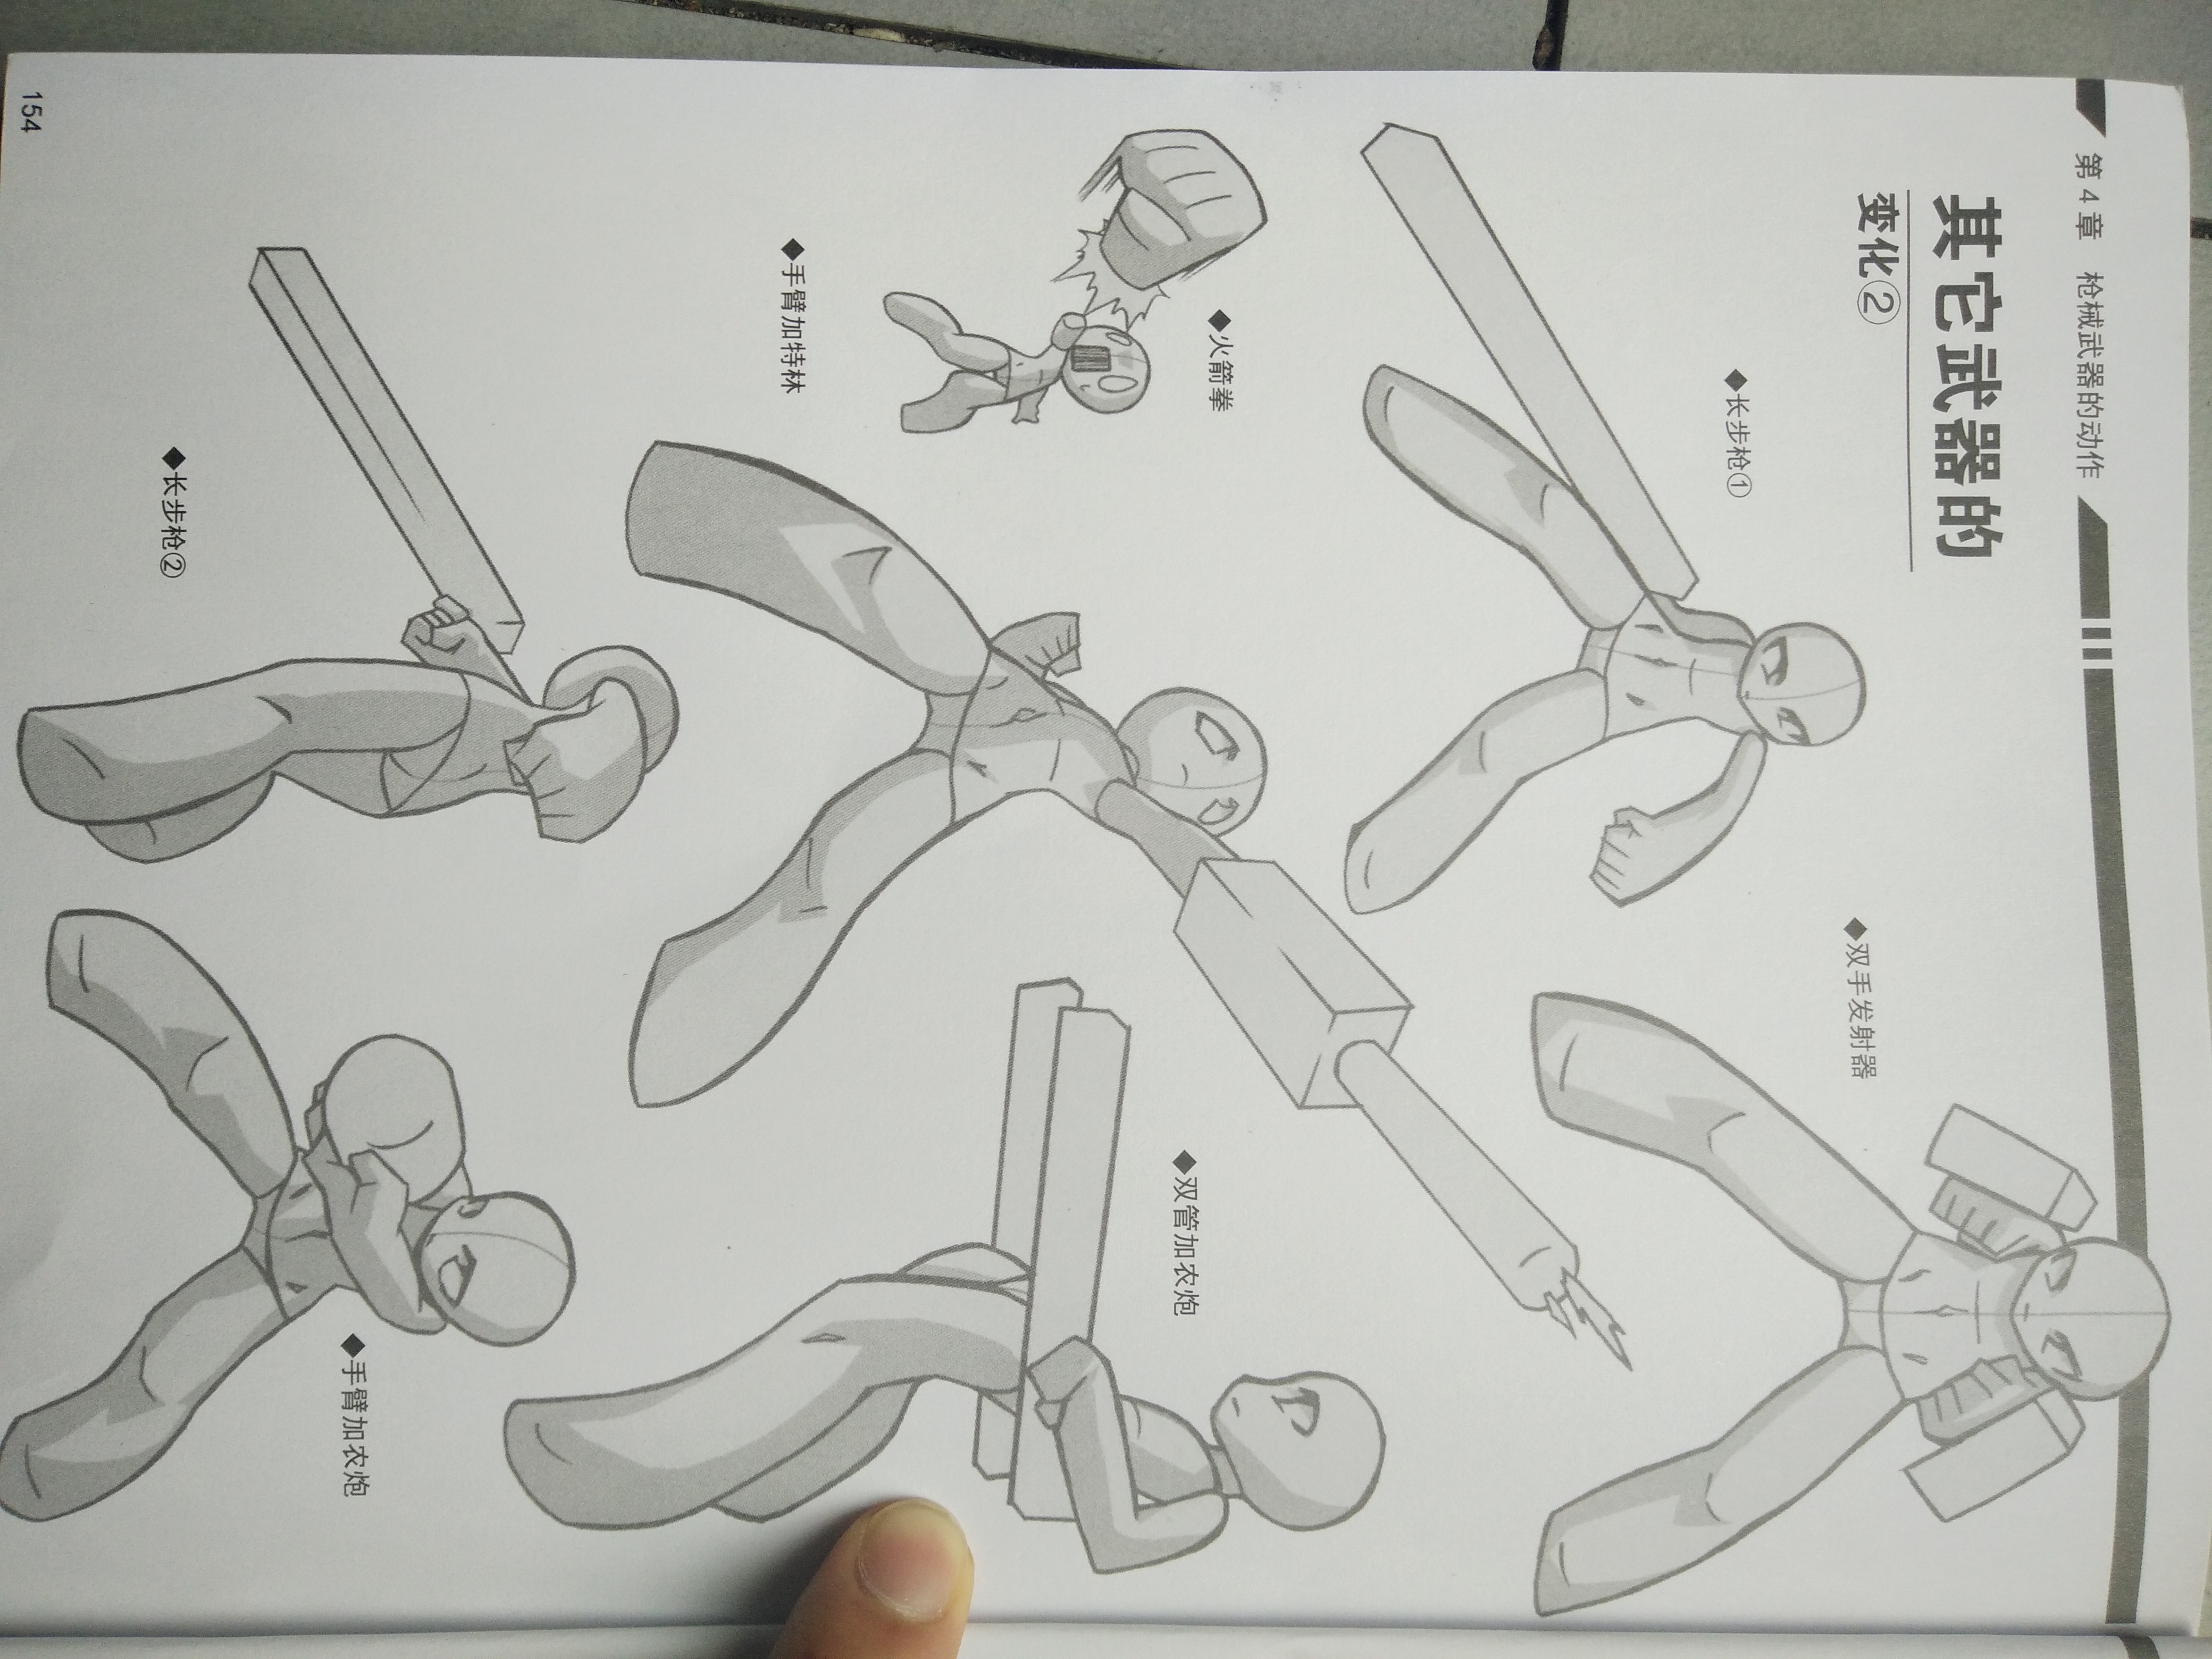 第4章 枪械武器的动作
其它武器的
变化②
◆长步枪①
◆双手发射器
◆火箭拳
◆手臂加特林
◆双管加农炮
◆长步枪②
◆手臂加农炮
154